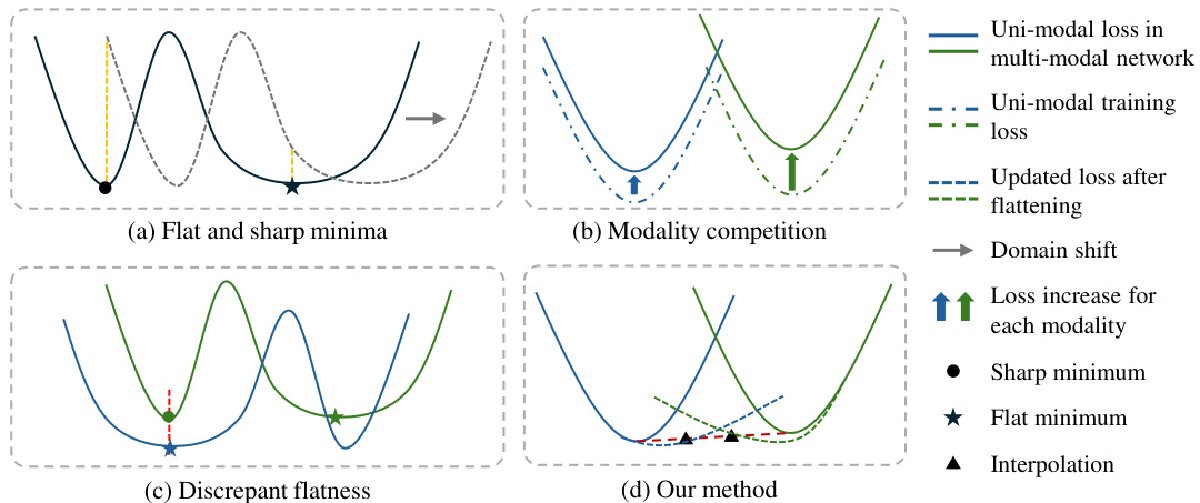 (a) Flat and sharp minima
(b) Modality competition
(c) Discrepant flatness
(d) Our method
Uni-modal loss in
multi-modal network
Uni-modal training
loss
Updated loss after
flattening
Domain shift
Loss increase for
each modality
Sharp minimum
Flat minimum
Interpolation